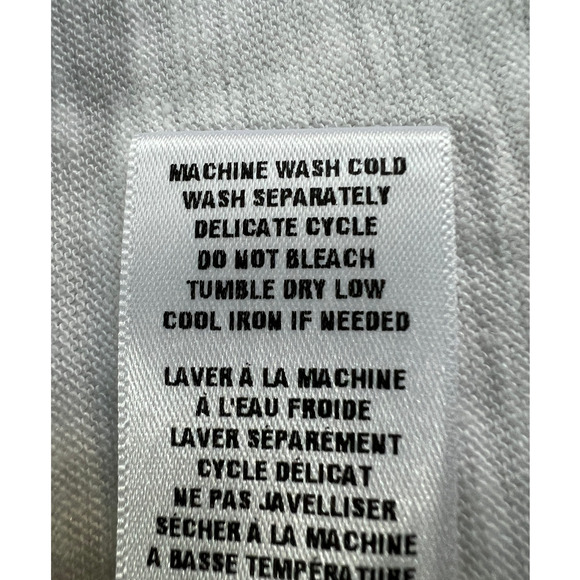 MACHINE WASH COLD
WASH SEPARATELY
DELICATE CYCLE
DO NOT BLEACH
TUMBLE DRY LOW
COOL IRON IF NEEDED
LAVER À LA MACHINE
À L'EAU FROIDE
LAVER SÉPARÉMENT
CYCLE DÉLICAT
NE PAS JAVELLISER
SÉCHER À LA MACHINE
A BASSE TEMPÉRATURE